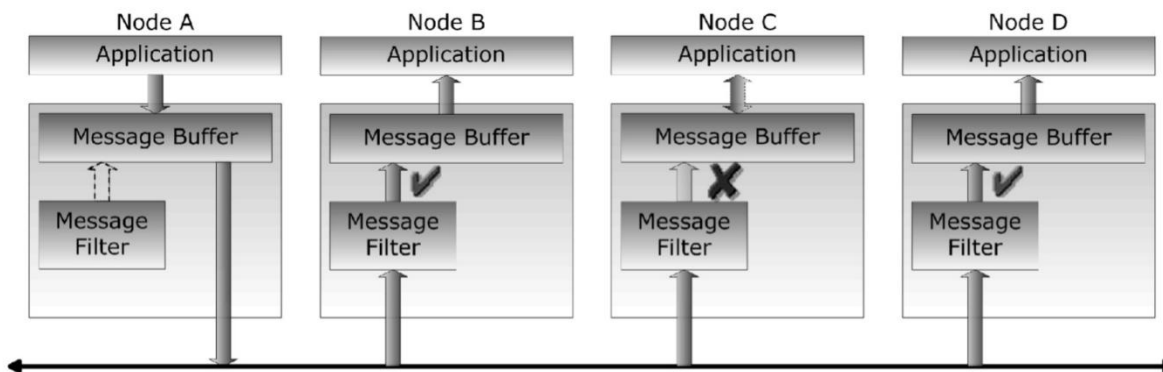 Node A
Node B
Node C
Node D
Application
Application
Application
Application
Message Buffer
Message Buffer
Message Buffer
Message Buffer
Message
Filter
Message
Filter
Message
Filter
Message
Filter